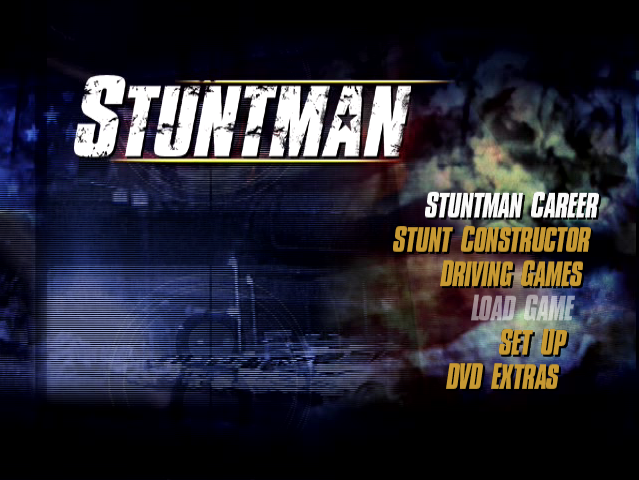 STUNTMAN
STUNTMAN CAREER
STUNT CONSTRUCTOR
DRIVING GAMES
LOAD GAME
SET UP
DVD EXTRAS